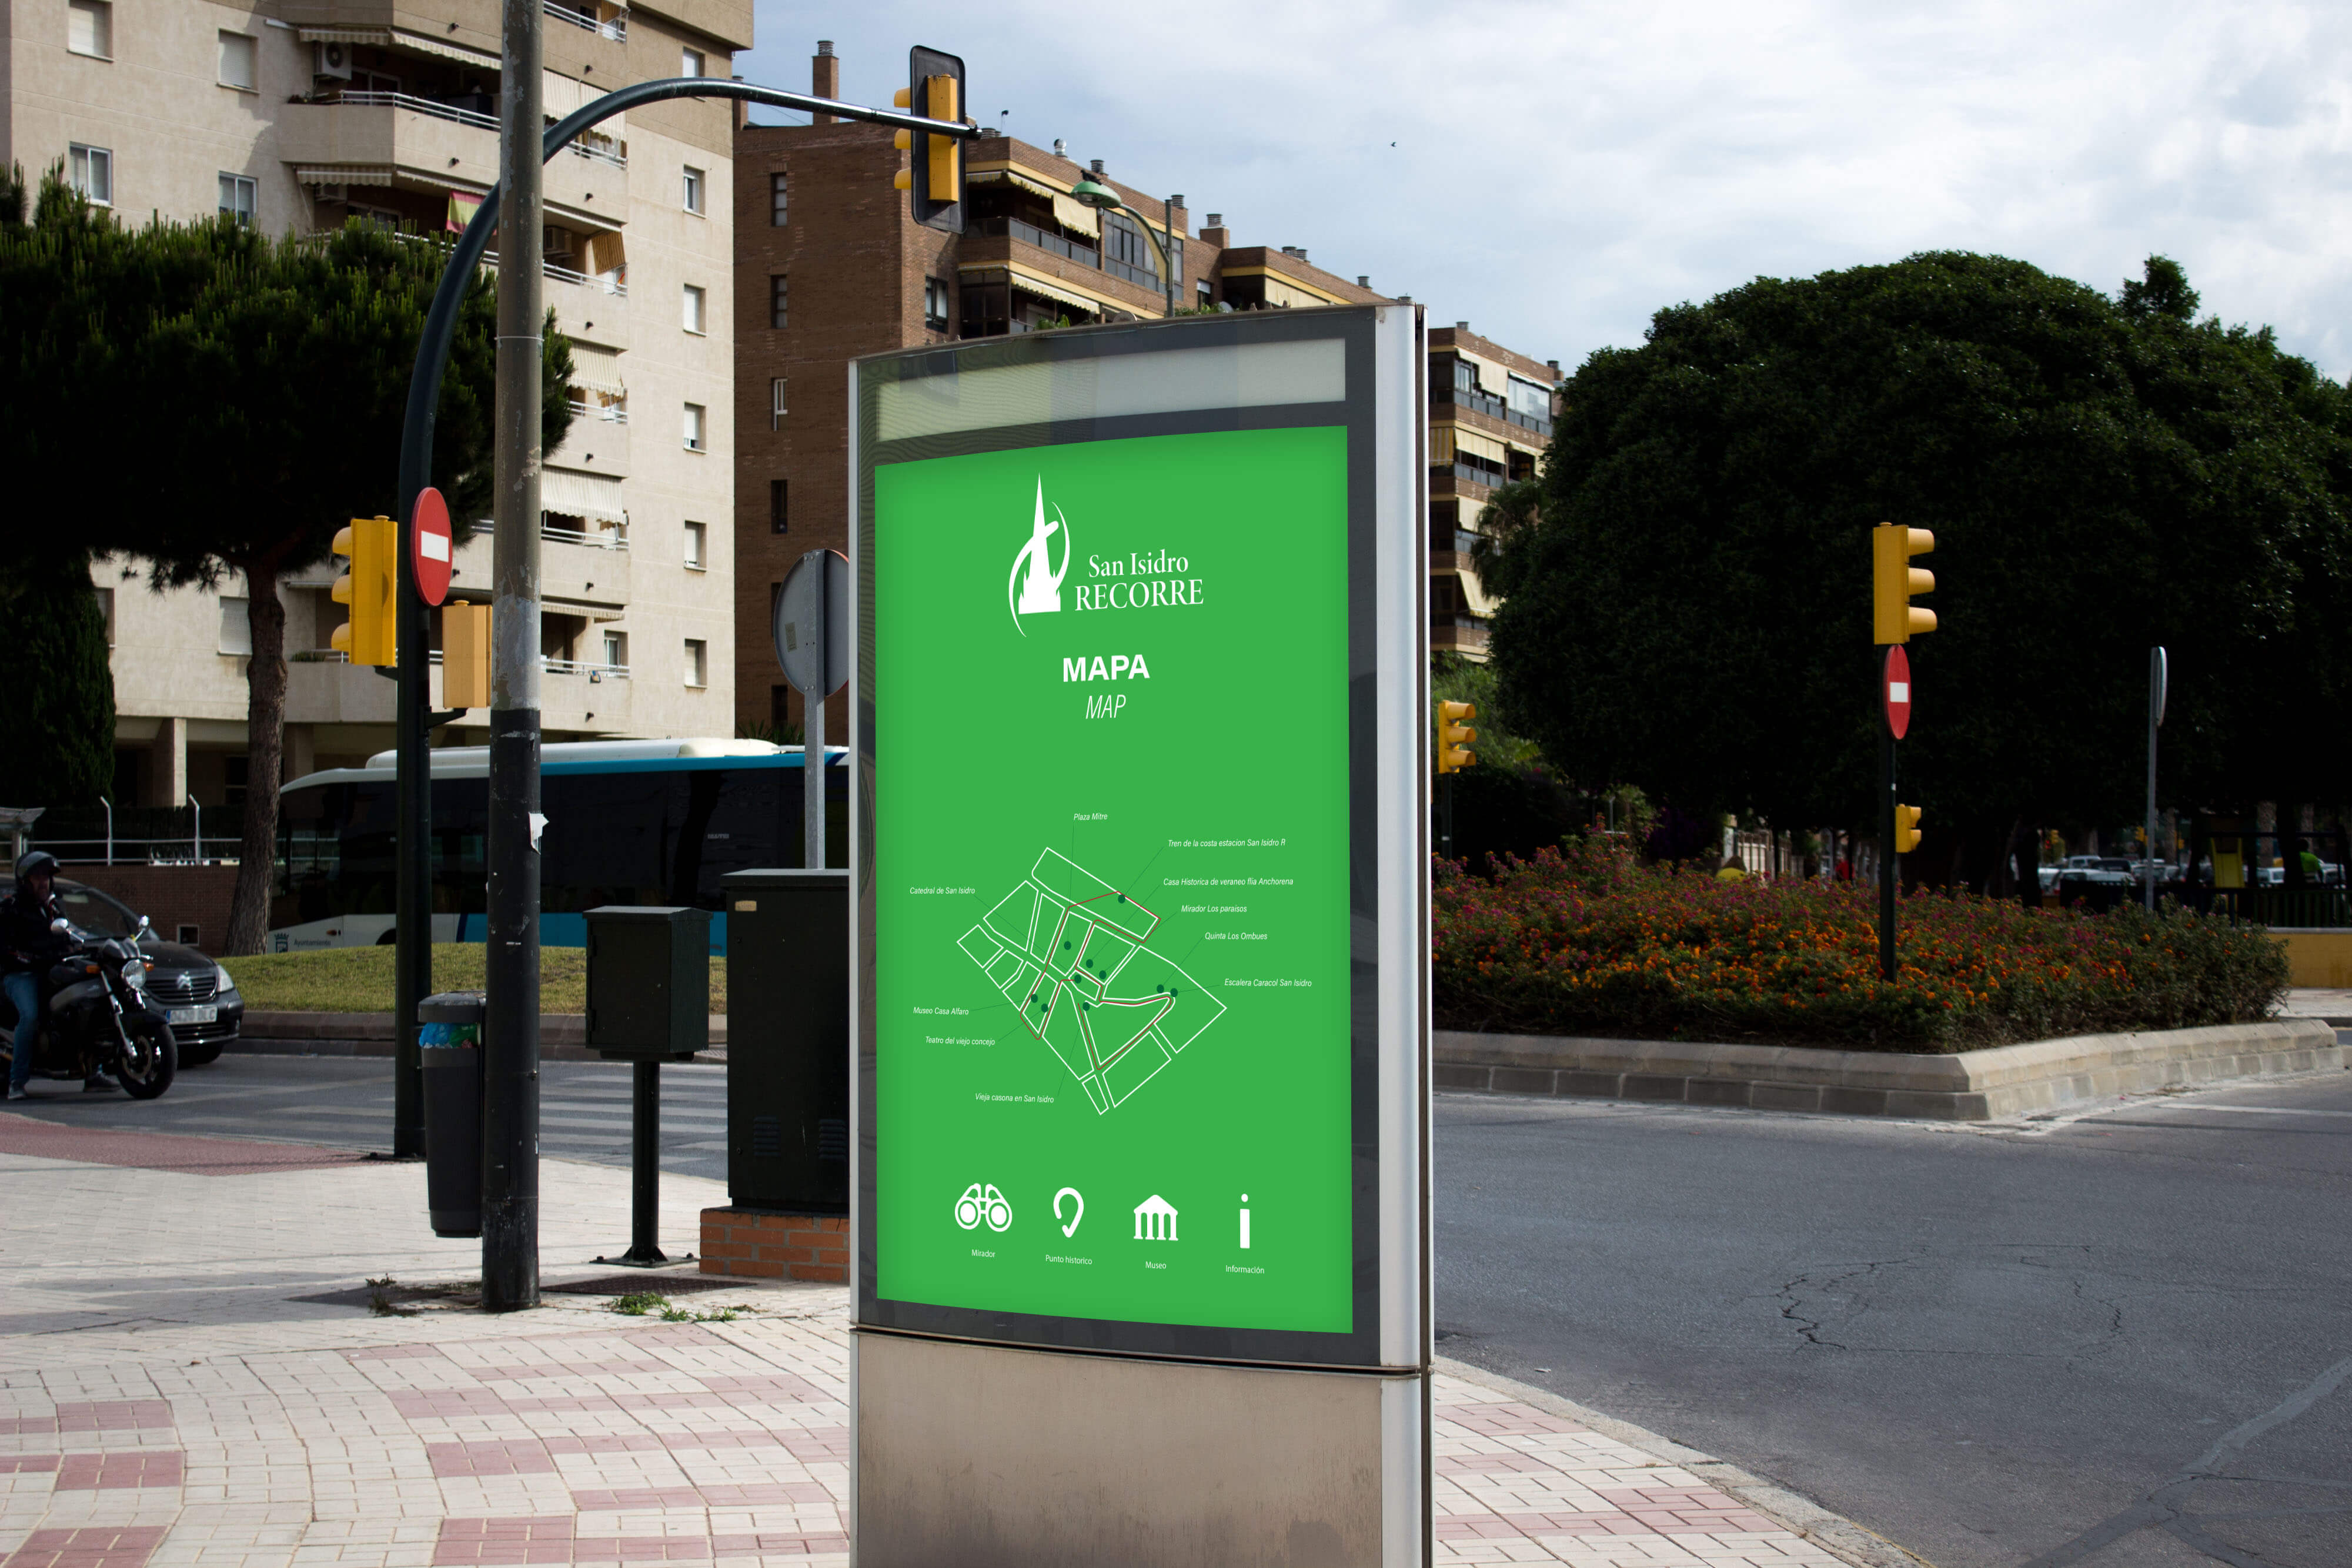 San Isidro
RECORRE
MAPA
MAP
Plaza Mitre
Tren de la costa estacion San Isidro R
Casa Historica de veraneo flia Anchorena
Catedral de San Isidro
Mirador Los paraisos
Quinta Los Ombues
Escalera Caracol San Isidro
Museo Casa Alfaro
Teatro del viejo concejo
Vieja casona en San Isidro
Mirador
Punto historico
Museo
Información
Ayuntamiento